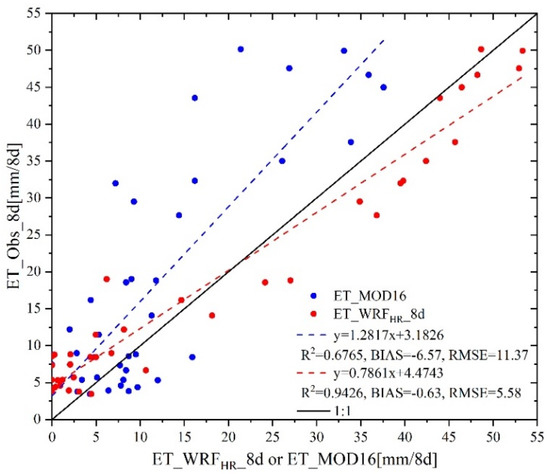 55
50
45
40
35
30
25
20
15
10
5
0
ET_Obs_8d[mm/8d]
ET_MOD16
ET_WRF_HR_8d
y=1.2817x+3.1826
R²=0.6765, BIAS=-6.57, RMSE=11.37
y=0.7861x+4.4743
R²=0.9426, BIAS=-0.63, RMSE=5.58
1:1
0 5 10 15 20 25 30 35 40 45 50 55
ET_WRF_HR_8d or ET_MOD16[mm/8d]